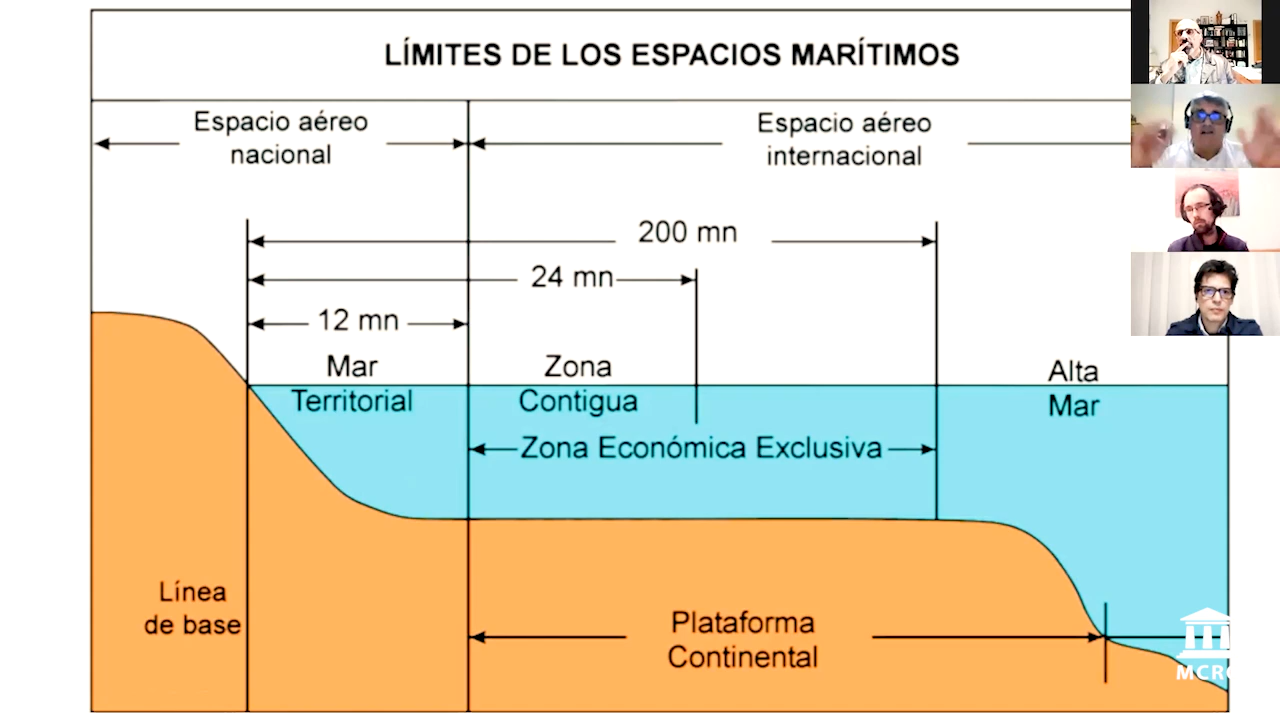 LÍMITES DE LOS ESPACIOS MARÍTIMOS
Espacio aéreo
nacional
Espacio aéreo
internacional
200 mn
24 mn
12 mn
Mar
Territorial
Zona
Contigua
Alta
Mar
Zona Económica Exclusiva
Línea
de base
Plataforma
Continental